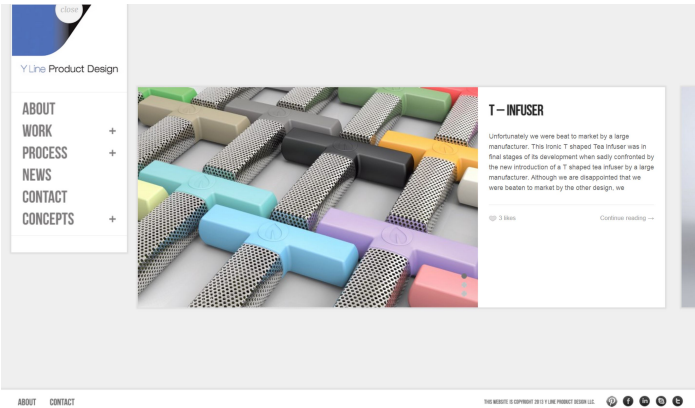 close
Y Line Product Design
ABOUT
WORK +
PROCESS +
NEWS
CONTACT
CONCEPTS +
T – INFUSER
Unfortunately we were beat to market by a large
manufacturer. This Ironic T shaped Tea Infuser was in
final stages of its development when sadly confronted by
the new introduction of a T shaped tea infuser by a large
manufacturer. Although we are disappointed that we
were beaten to market by the other design, we
3 likes
Continue reading →
ABOUT CONTACT
THIS WEBSITE IS COPYRIGHT 2013 Y LINE PRODUCT DESIGN LLC.